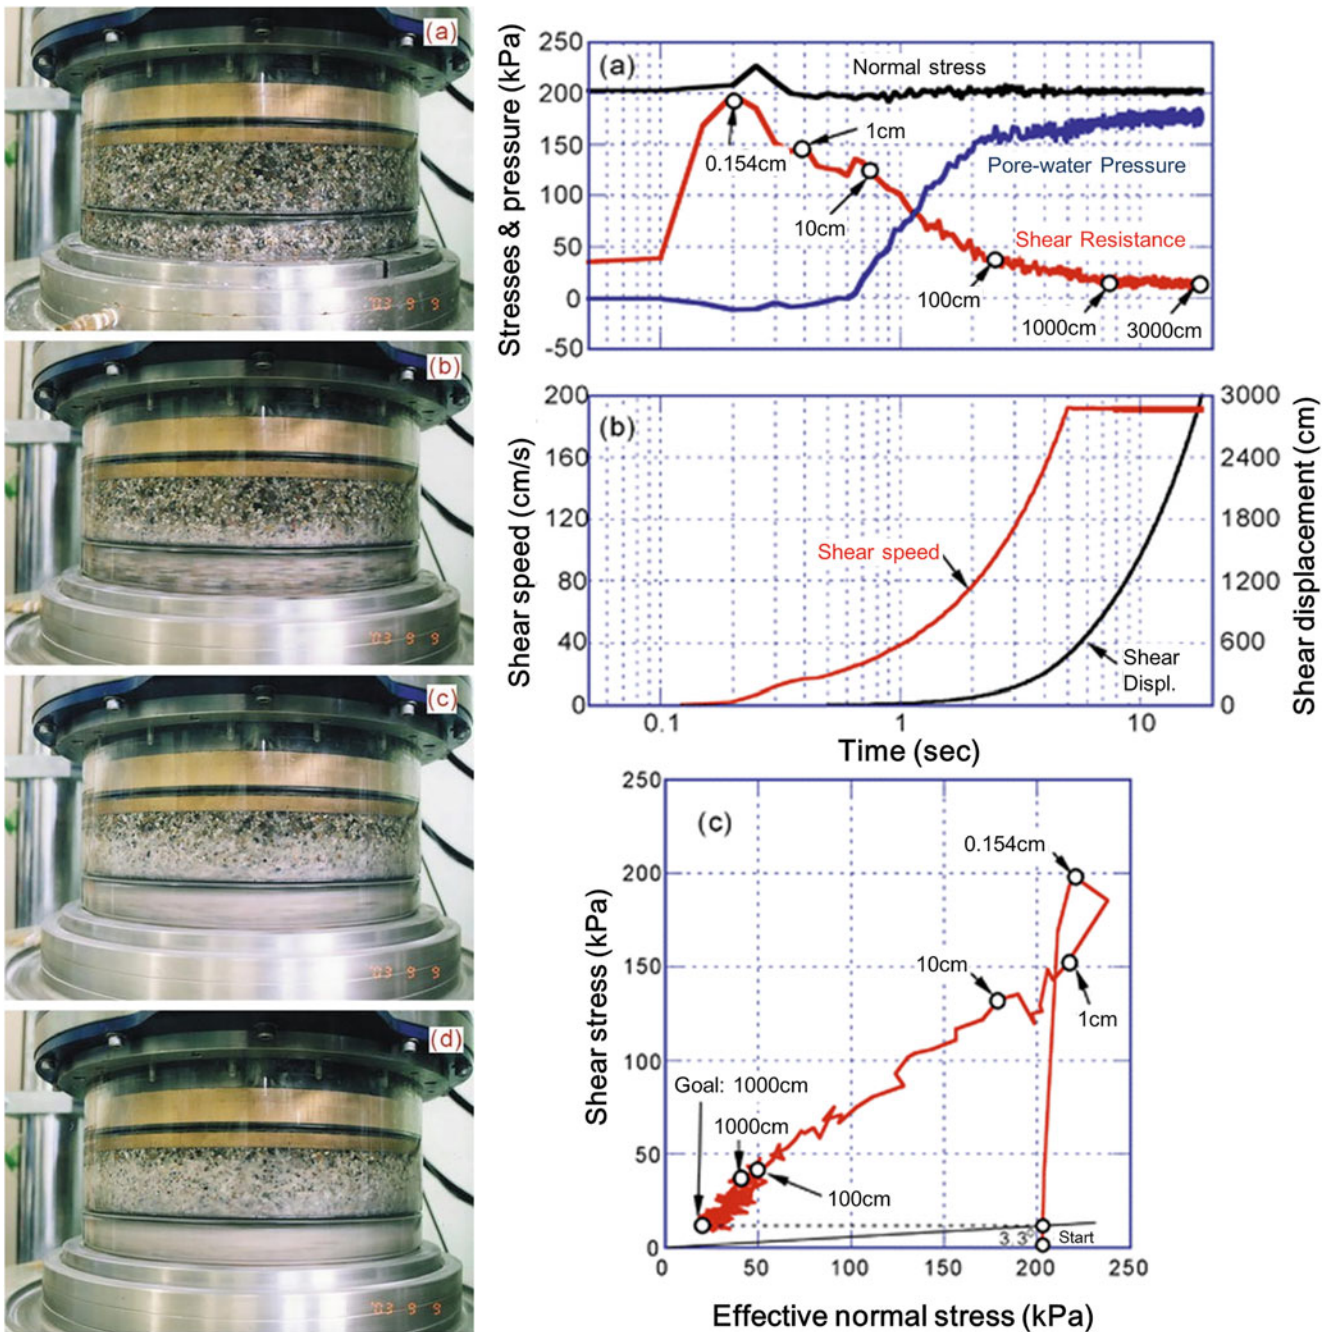 (a)
'03 9 9
(b)
'03 9 9
(c)
'03 9 9
(d)
'03 9 9
Stresses & pressure (kPa)
250
200
150
100
50
0
-50
(a)
Normal stress
1cm
0.154cm
Pore-water Pressure
10cm
Shear Resistance
100cm
1000cm
3000cm
Shear speed (cm/s)
200
160
120
80
40
0
(b)
Shear speed
Shear
Displ.
3000
2400
1800
1200
600
0
Shear displacement (cm)
0.1
1
10
Time (sec)
Shear stress (kPa)
250
200
150
100
50
0
(c)
0.154cm
10cm
1cm
Goal: 1000cm
1000cm
100cm
3.3°
Start
0
50
100
150
200
250
Effective normal stress (kPa)